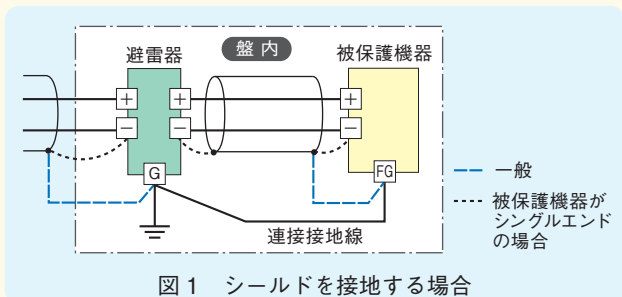 盤内
避雷器
被保護機器
+
+
+
−
−
−
G
FG
一般
被保護機器が
シングルエンド
の場合
連接接地線
図1 シールドを接地する場合